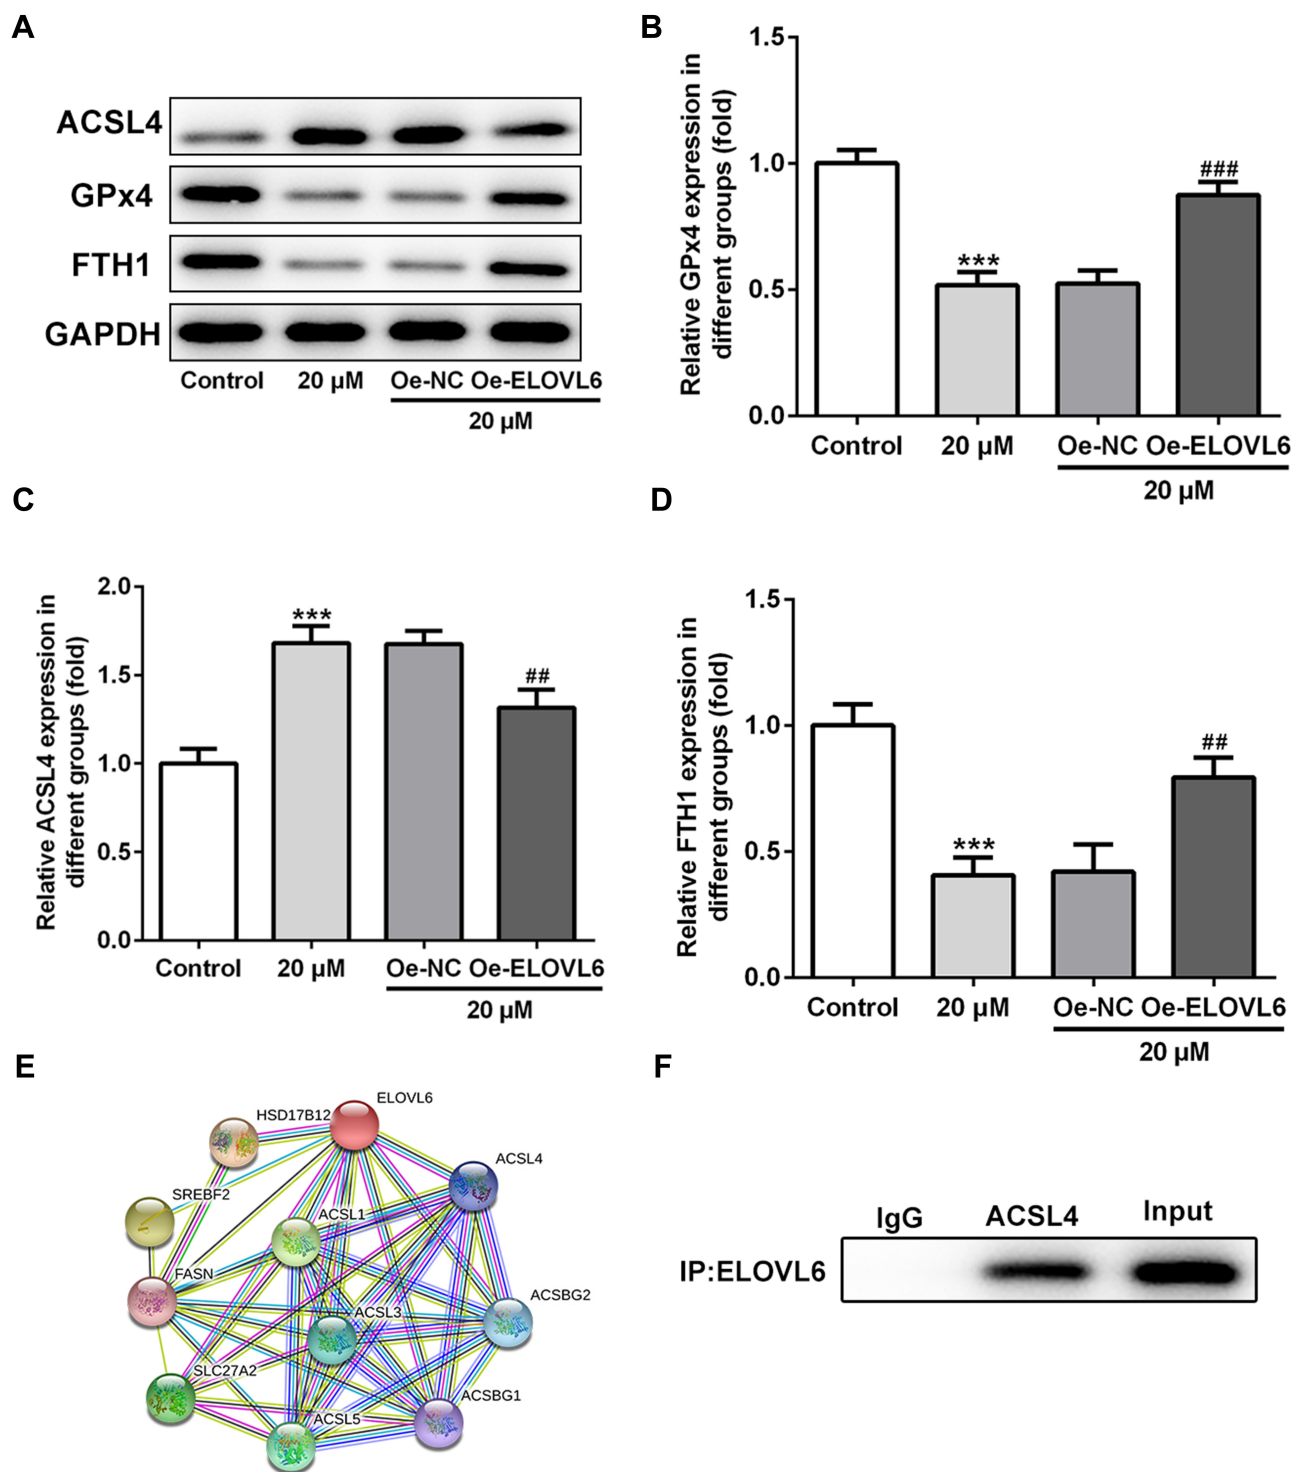 A
ACSL4
GPx4
FTH1
GAPDH
Control 20 µM Oe-NC Oe-ELOVL6
20 µM
B
Relative GPx4 expression in
different groups (fold)
1.5
1.0
0.5
0.0
***
###
Control 20 µM Oe-NC Oe-ELOVL6
20 µM
C
Relative ACSL4 expression in
different groups (fold)
2.0
1.5
1.0
0.5
0.0
***
##
Control 20 µM Oe-NC Oe-ELOVL6
20 µM
D
Relative FTH1 expression in
different groups (fold)
1.5
1.0
0.5
0.0
***
##
Control 20 µM Oe-NC Oe-ELOVL6
20 µM
E
ELOVL6
HSD17B12
ACSL4
SREBF2
ACSL1
FASN
ACSBG2
ACSL3
SLC27A2
ACSBG1
ACSL5
F
IgG ACSL4 Input
IP:ELOVL6